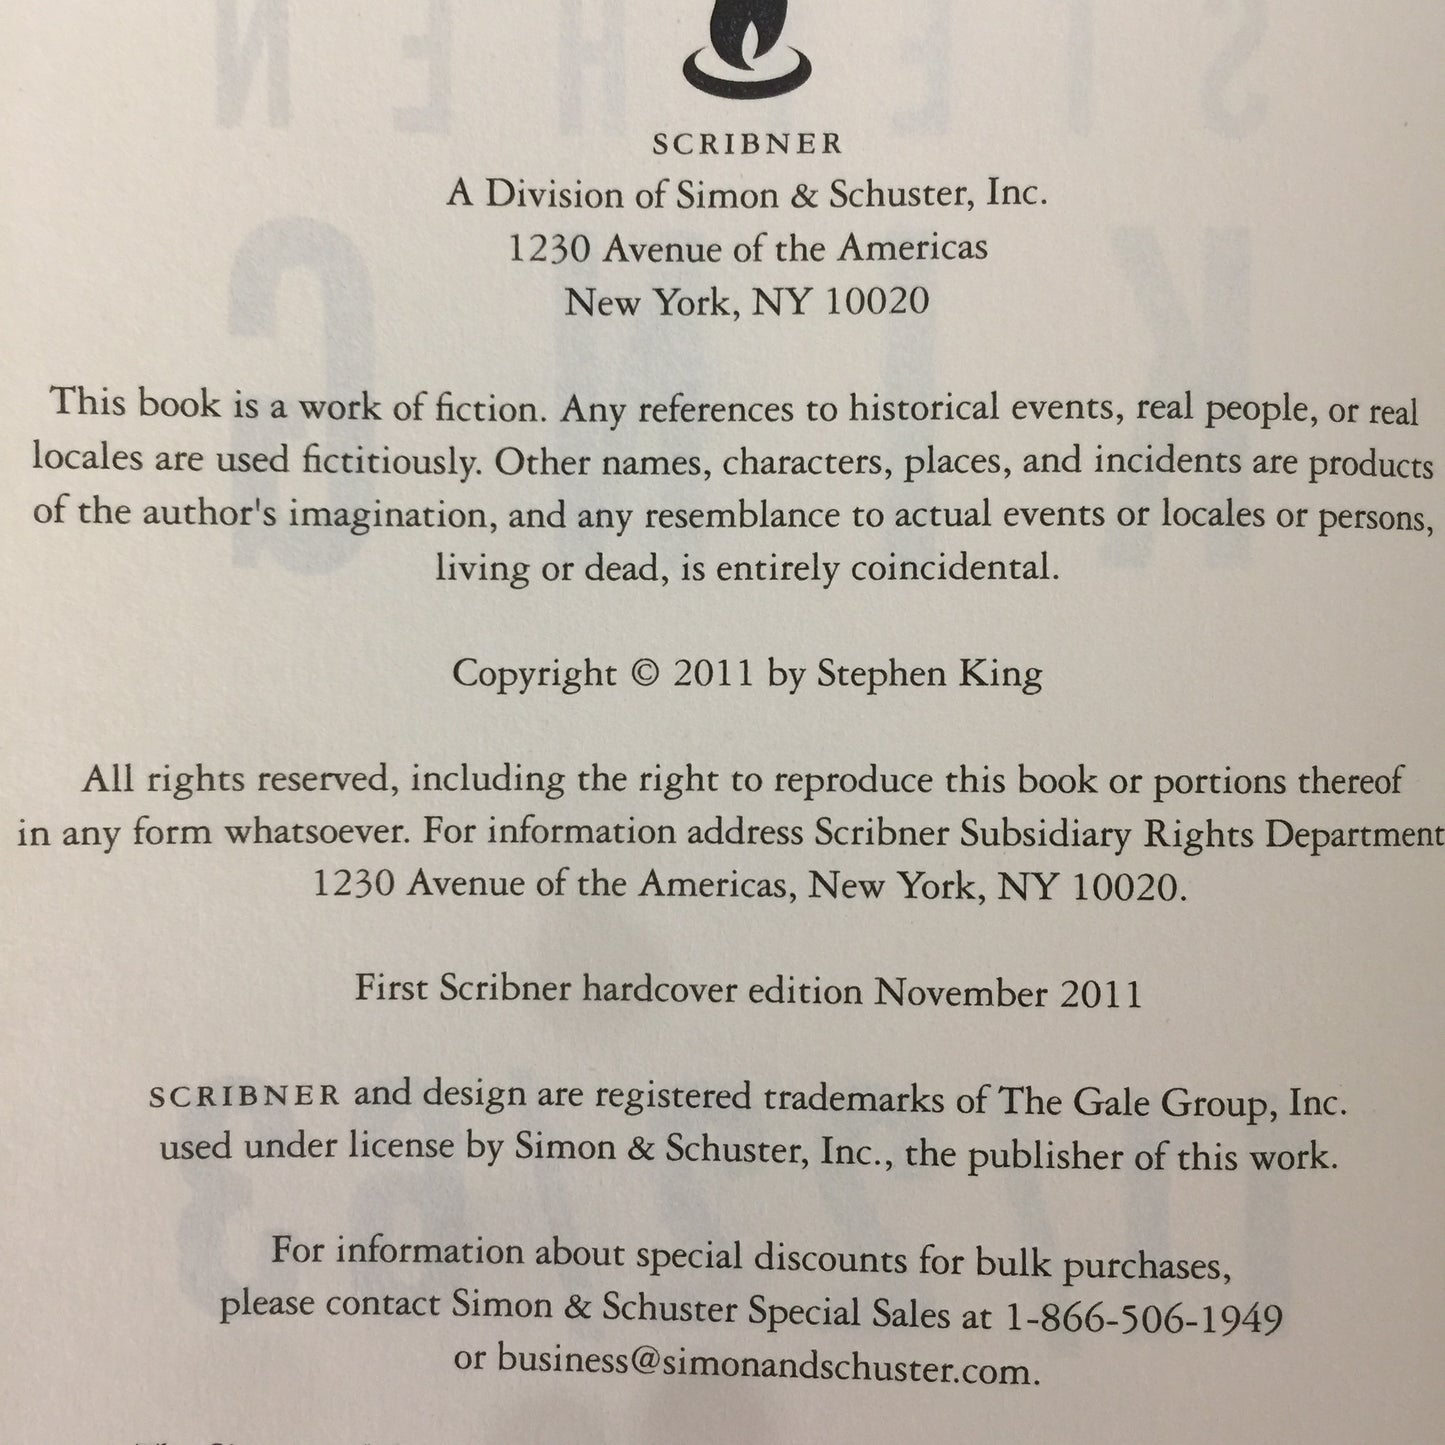 SCRIBNER
A Division of Simon & Schuster, Inc.
1230 Avenue of the Americas
New York, NY 10020
This book is a work of fiction. Any references to historical events, real people, or real
locales are used fictitiously. Other names, characters, places, and incidents are products
of the author's imagination, and any resemblance to actual events or locales or persons,
living or dead, is entirely coincidental.
Copyright © 2011 by Stephen King
All rights reserved, including the right to reproduce this book or portions thereof
in any form whatsoever. For information address Scribner Subsidiary Rights Department
1230 Avenue of the Americas, New York, NY 10020.
First Scribner hardcover edition November 2011
SCRIBNER and design are registered trademarks of The Gale Group, Inc.
used under license by Simon & Schuster, Inc., the publisher of this work.
For information about special discounts for bulk purchases,
please contact Simon & Schuster Special Sales at 1-866-506-1949
or business@simonandschuster.com.